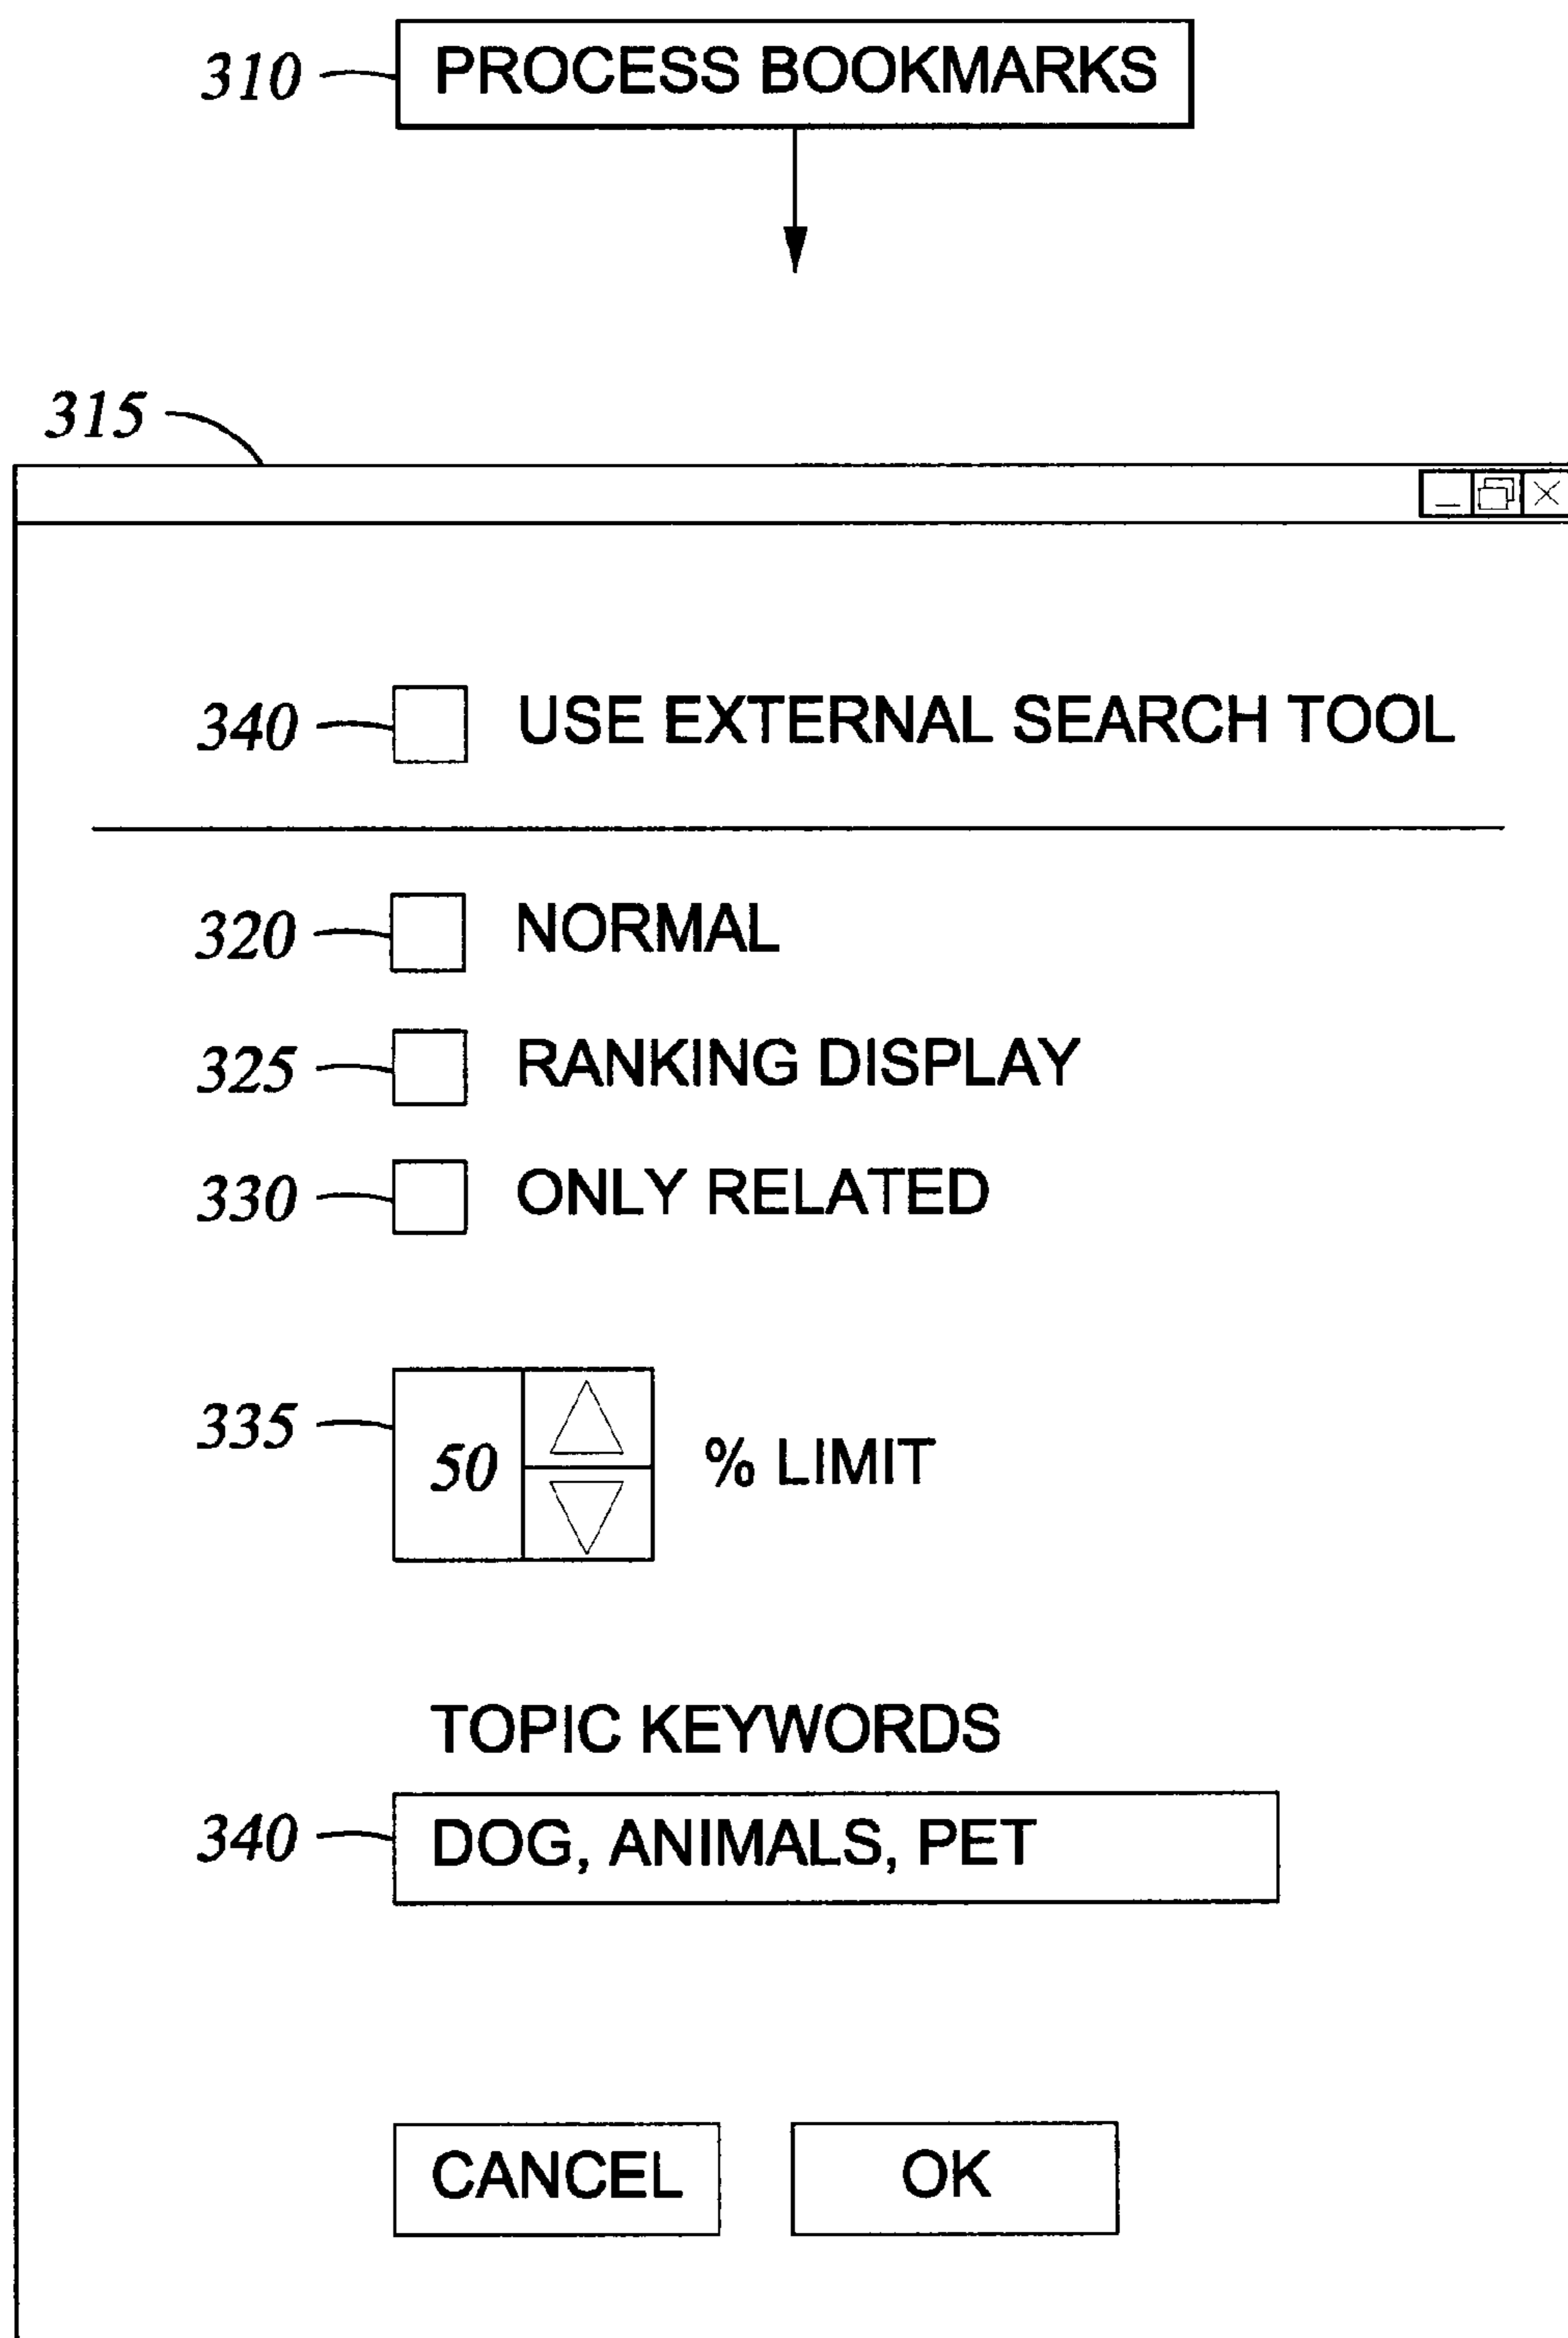 310 PROCESS BOOKMARKS
315
340 USE EXTERNAL SEARCH TOOL
320 NORMAL
325 RANKING DISPLAY
330 ONLY RELATED
335 50 % LIMIT
TOPIC KEYWORDS
340 DOG, ANIMALS, PET
CANCEL OK